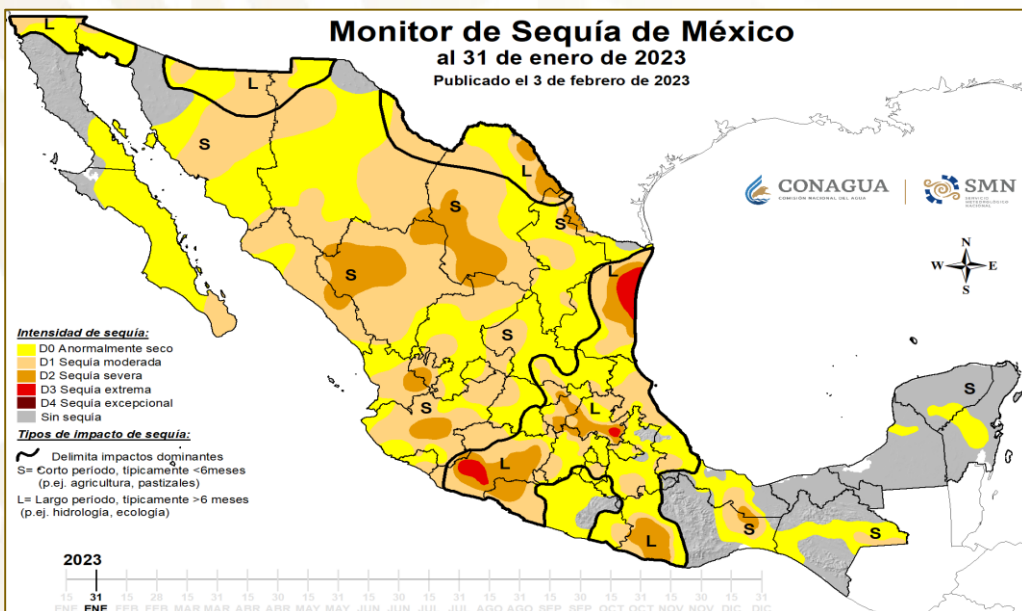 Monitor de Sequía de México
al 31 de enero de 2023
Publicado el 3 de febrero de 2023
L
L
S
L
S
S
S
L
S
S
L
S
L
L
S
S
S
CONAGUA
COMISIÓN NACIONAL DEL AGUA
SMN
SERVICIO
METEOROLÓGICO
NACIONAL
N
W E
S
Intensidad de sequía:
D0 Anormalmente seco
D1 Sequía moderada
D2 Sequía severa
D3 Sequía extrema
D4 Sequía excepcional
Sin sequía
Tipos de impacto de sequía:
Delimita impactos dominantes
S= Corto periodo, típicamente <6meses
(p.ej. agricultura, pastizales)
L= Largo periodo, típicamente >6 meses
(p.ej. hidrología, ecología)
2023
15 31 15 28 15 31 15 30 15 31 15 30 15 31 15 31 15 30 15 31 15 30 15 31
ENE ENE FEB FEB MAR MAR ABR ABR MAY MAY JUN JUN JUL JUL AGO AGO SEP SEP OCT OCT NOV NOV DIC DIC